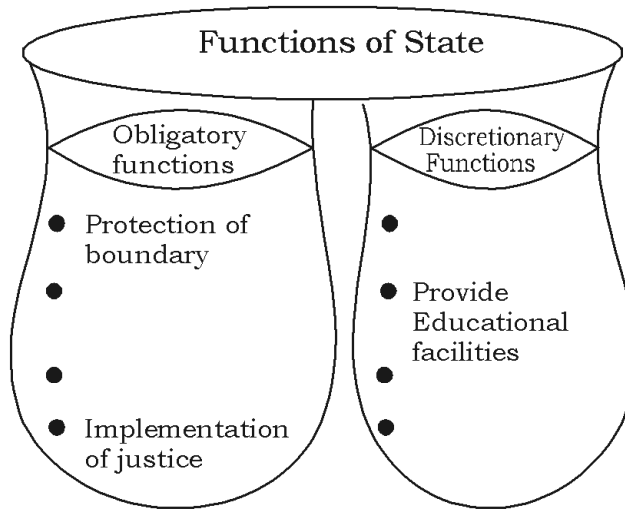 Functions of State
Obligatory
functions
Protection of
boundary
Implementation
of justice
Discretionary
Functions
Provide
Educational
facilities